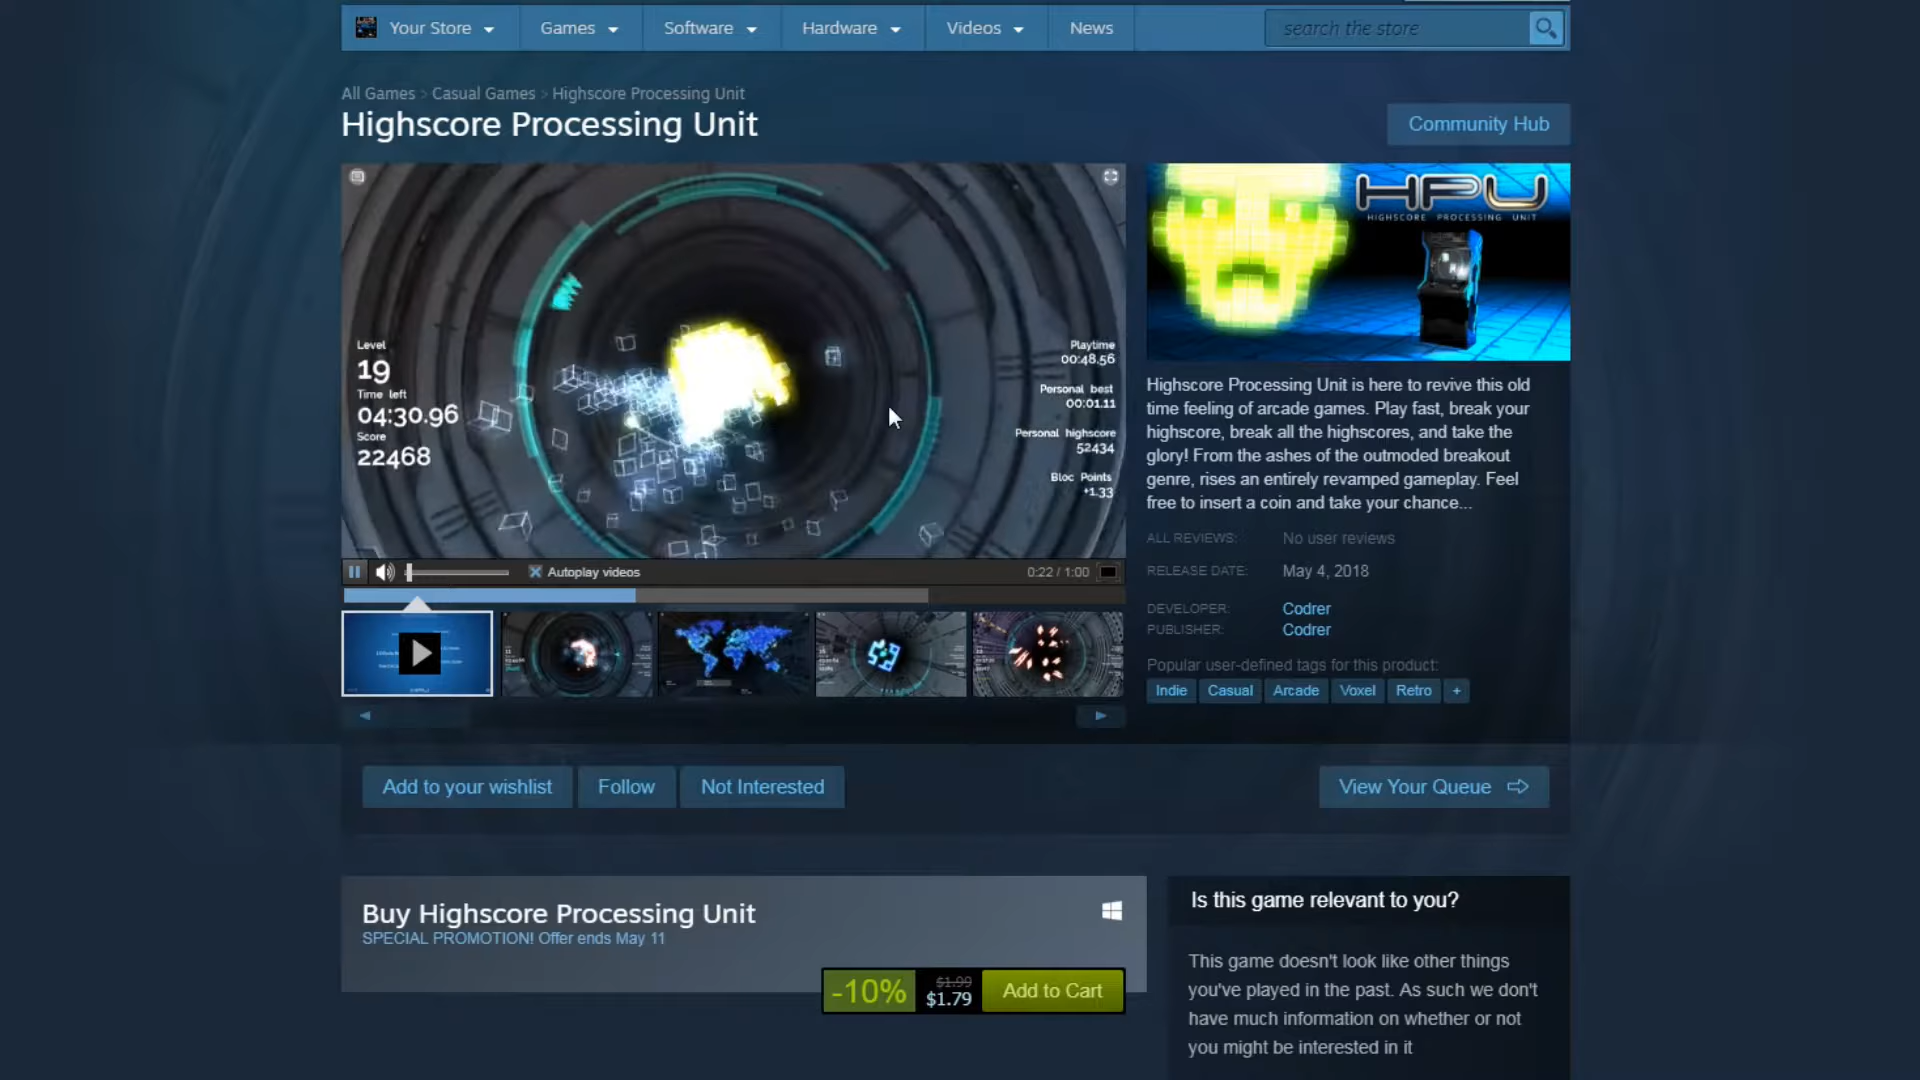 Your Store
Games
Software
Hardware
Videos
News
search the store
All Games > Casual Games > Highscore Processing Unit
Highscore Processing Unit
Community Hub
Level
19
Time left
04:30.96
Score
22468
Playtime
00:48.56
Personal best
00:01.11
Personal highscore
52434
Bloc Points
+1.33
Autoplay videos
0:22 / 1:00
HPU
HIGHSCORE PROCESSING UNIT
Highscore Processing Unit is here to revive this old
time feeling of arcade games. Play fast, break your
highscore, break all the highscores, and take the
glory! From the ashes of the outmoded breakout
genre, rises an entirely revamped gameplay. Feel
free to insert a coin and take your chance...
ALL REVIEWS: No user reviews
RELEASE DATE: May 4, 2018
DEVELOPER: Codrer
PUBLISHER: Codrer
Popular user-defined tags for this product:
Indie Casual Arcade Voxel Retro +
Add to your wishlist
Follow
Not Interested
View Your Queue
Buy Highscore Processing Unit
SPECIAL PROMOTION! Offer ends May 11
-10%
$1.99
$1.79
Add to Cart
Is this game relevant to you?
This game doesn't look like other things
you've played in the past. As such we don't
have much information on whether or not
you might be interested in it